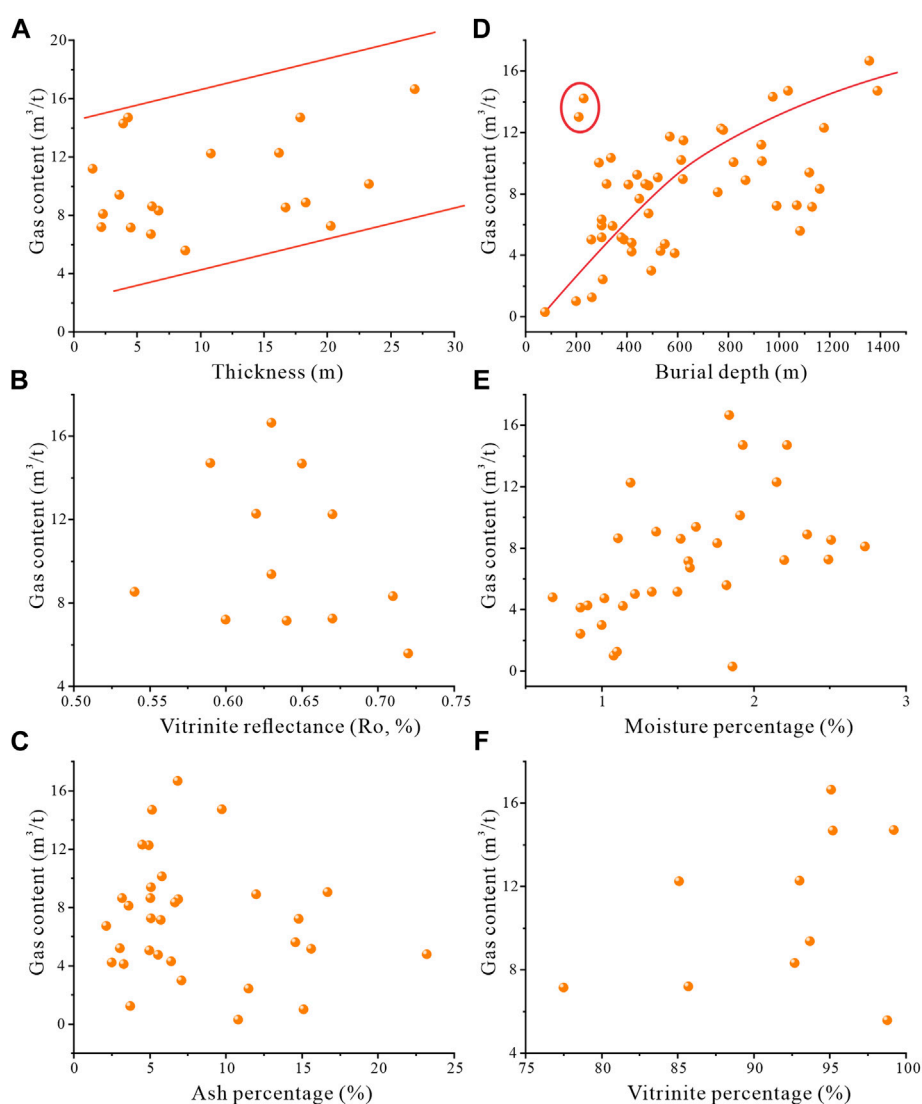 A
Gas content (m³/t)
20
16
12
8
4
0
0 5 10 15 20 25 30
Thickness (m)
D
Gas content (m³/t)
16
12
8
4
0
0 200 400 600 800 1000 1200 1400
Burial depth (m)
B
Gas content (m³/t)
16
12
8
4
0.50 0.55 0.60 0.65 0.70 0.75
Vitrinite reflectance (Ro, %)
E
Gas content (m³/t)
16
12
8
4
0
1 2 3
Moisture percentage (%)
C
Gas content (m³/t)
16
12
8
4
0
0 5 10 15 20 25
Ash percentage (%)
F
Gas content (m³/t)
16
12
8
4
75 80 85 90 95 100
Vitrinite percentage (%)